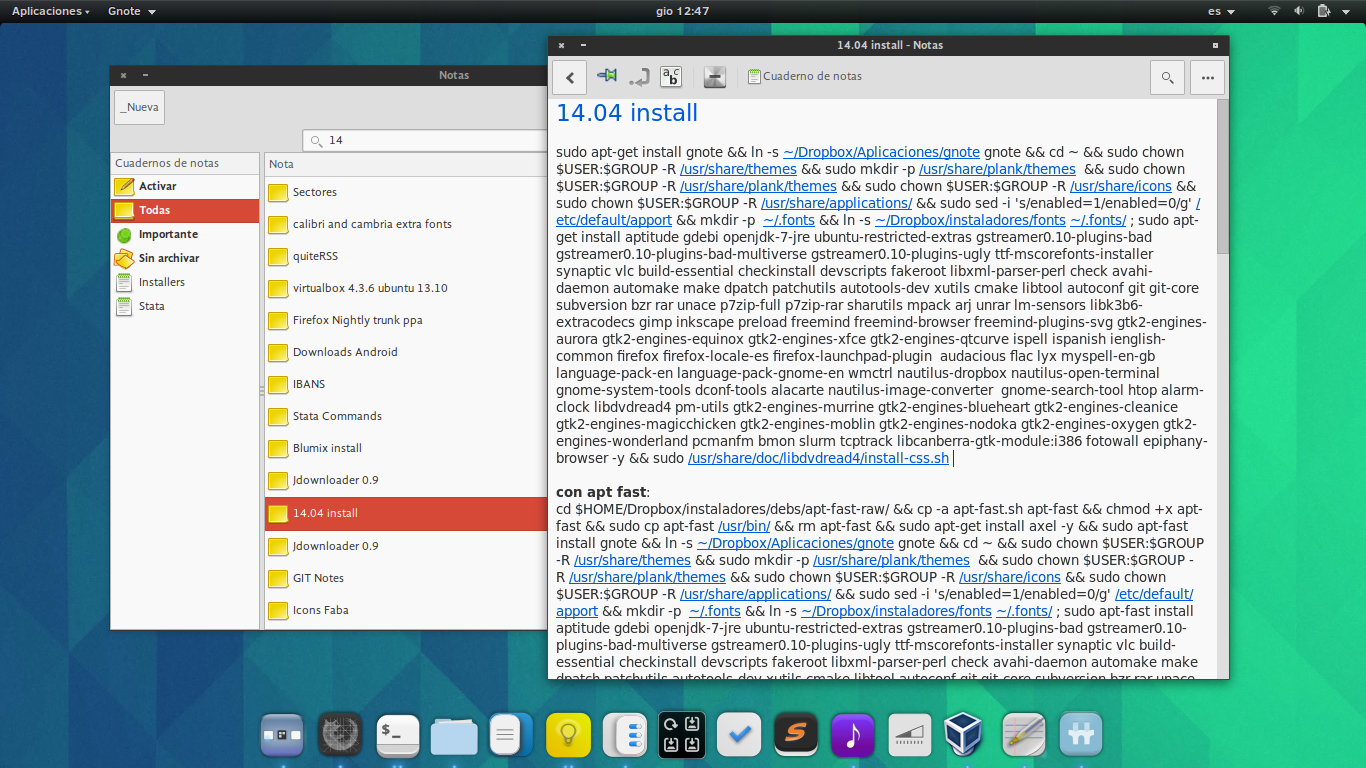 Aplicaciones
Gnote
gio 12:47
es
Notas
_Nueva
14
Cuadernos de notas
Activar
Todas
Importante
Sin archivar
Installers
Stata
Nota
Sectores
calibri and cambria extra fonts
quiteRSS
virtualbox 4.3.6 ubuntu 13.10
Firefox Nightly trunk ppa
Downloads Android
IBANS
Stata Commands
Blumix install
Jdownloader 0.9
14.04 install
Jdownloader 0.9
GIT Notes
Icons Faba
14.04 install - Notas
Cuaderno de notas
14.04 install
sudo apt-get install gnote && ln -s ~/Dropbox/Aplicaciones/gnote gnote && cd ~ && sudo chown
$USER:$GROUP -R /usr/share/themes && sudo mkdir -p /usr/share/plank/themes  && sudo chown
$USER:$GROUP -R /usr/share/plank/themes && sudo chown $USER:$GROUP -R /usr/share/icons &&
sudo chown $USER:$GROUP -R /usr/share/applications/ && sudo sed -i 's/enabled=1/enabled=0/g' /
etc/default/apport && mkdir -p  ~/.fonts && ln -s ~/Dropbox/instaladores/fonts ~/.fonts/ ; sudo apt-
get install aptitude gdebi openjdk-7-jre ubuntu-restricted-extras gstreamer0.10-plugins-bad
gstreamer0.10-plugins-bad-multiverse gstreamer0.10-plugins-ugly ttf-mscorefonts-installer
synaptic vlc build-essential checkinstall devscripts fakeroot libxml-parser-perl check avahi-
daemon automake make dpatch patchutils autotools-dev xutils cmake libtool autoconf git git-core
subversion bzr rar unace p7zip-full p7zip-rar sharutils mpack arj unrar lm-sensors libk3b6-
extracodecs gimp inkscape preload freemind freemind-browser freemind-plugins-svg gtk2-engines-
aurora gtk2-engines-equinox gtk2-engines-xfce gtk2-engines-qtcurve ispell ispanish ienglish-
common firefox firefox-locale-es firefox-launchpad-plugin  audacious flac lyx myspell-en-gb
language-pack-en language-pack-gnome-en wmctrl nautilus-dropbox nautilus-open-terminal
gnome-system-tools dconf-tools alacarte nautilus-image-converter  gnome-search-tool htop alarm-
clock libdvdread4 pm-utils gtk2-engines-murrine gtk2-engines-blueheart gtk2-engines-cleanice
gtk2-engines-magicchicken gtk2-engines-moblin gtk2-engines-nodoka gtk2-engines-oxygen gtk2-
engines-wonderland pcmanfm bmon slurm tcptrack libcanberra-gtk-module:i386 fotowall epiphany-
browser -y && sudo /usr/share/doc/libdvdread4/install-css.sh
con apt fast:
cd $HOME/Dropbox/instaladores/debs/apt-fast-raw/ && cp -a apt-fast.sh apt-fast && chmod +x apt-
fast && sudo cp apt-fast /usr/bin/ && rm apt-fast && sudo apt-get install axel -y && sudo apt-fast
install gnote && ln -s ~/Dropbox/Aplicaciones/gnote gnote && cd ~ && sudo chown $USER:$GROUP
-R /usr/share/themes && sudo mkdir -p /usr/share/plank/themes  && sudo chown $USER:$GROUP -
R /usr/share/plank/themes && sudo chown $USER:$GROUP -R /usr/share/icons && sudo chown
$USER:$GROUP -R /usr/share/applications/ && sudo sed -i 's/enabled=1/enabled=0/g' /etc/default/
apport && mkdir -p  ~/.fonts && ln -s ~/Dropbox/instaladores/fonts ~/.fonts/ ; sudo apt-fast install
aptitude gdebi openjdk-7-jre ubuntu-restricted-extras gstreamer0.10-plugins-bad gstreamer0.10-
plugins-bad-multiverse gstreamer0.10-plugins-ugly ttf-mscorefonts-installer synaptic vlc build-
essential checkinstall devscripts fakeroot libxml-parser-perl check avahi-daemon automake make
dpatch patchutils autotools-dev xutils cmake libtool autoconf git git-core subversion bzr rar unace